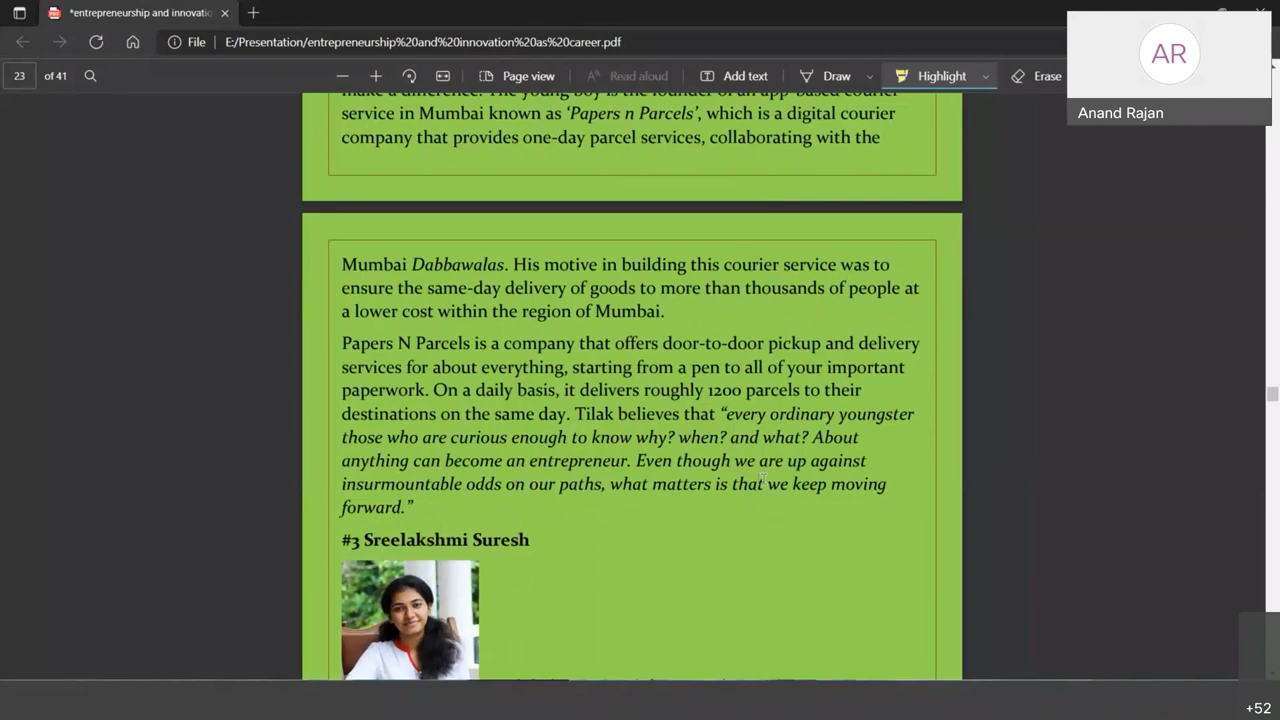 *entrepreneurship and innovatio
File
E:/Presentation/entrepreneurship%20and%20innovation%20as%20career.pdf
AR
Anand Rajan
23 of 41
Page view
Read aloud
Add text
Draw
Highlight
Erase
service in Mumbai known as ‘Papers n Parcels’, which is a digital courier
company that provides one-day parcel services, collaborating with the
Mumbai Dabbawalas. His motive in building this courier service was to
ensure the same-day delivery of goods to more than thousands of people at
a lower cost within the region of Mumbai.
Papers N Parcels is a company that offers door-to-door pickup and delivery
services for about everything, starting from a pen to all of your important
paperwork. On a daily basis, it delivers roughly 1200 parcels to their
destinations on the same day. Tilak believes that “every ordinary youngster
those who are curious enough to know why? when? and what? About
anything can become an entrepreneur. Even though we are up against
insurmountable odds on our paths, what matters is that we keep moving
forward.”
#3 Sreelakshmi Suresh
+52